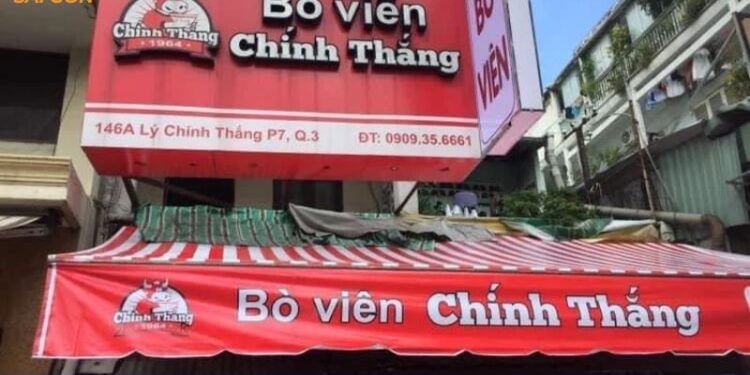 Bò viên
Chính Thắng
Chính Thắng
1964
BÒ VIÊN
146A Lý Chính Thắng P7, Q.3 ĐT: 0909.35.6661
Bò viên Chính Thắng
Chính Thắng
1964